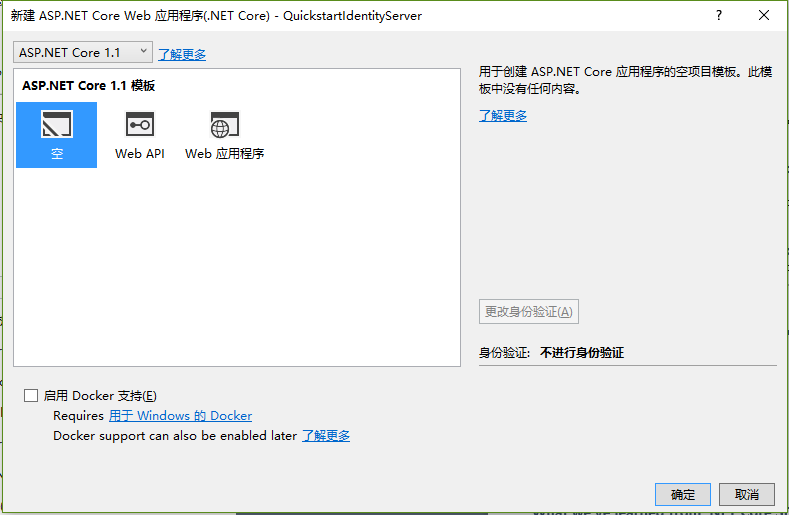 新建 ASP.NET Core Web 应用程序(.NET Core) - QuickstartIdentityServer
?
ASP.NET Core 1.1 了解更多
ASP.NET Core 1.1 模板
空
Web API
Web 应用程序
用于创建 ASP.NET Core 应用程序的空项目模板。此模
板中没有任何内容。
了解更多
更改身份验证(A)
身份验证: 不进行身份验证
启用 Docker 支持(E)
Requires 用于 Windows 的 Docker
Docker support can also be enabled later 了解更多
确定
取消